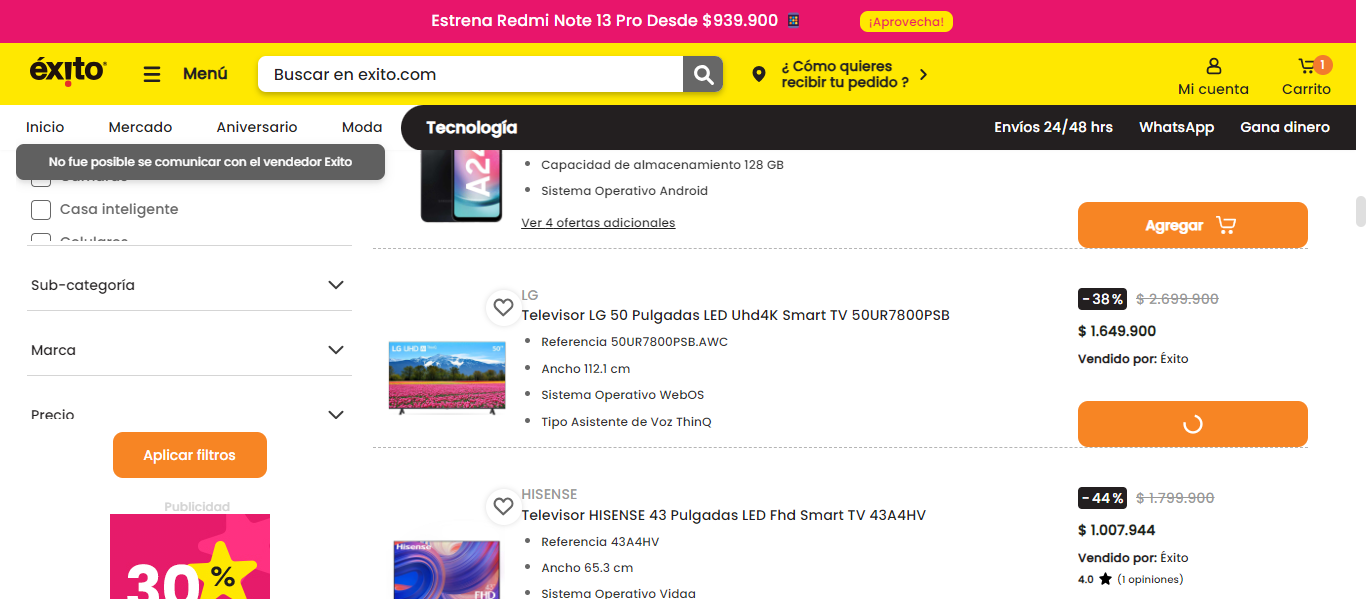 Estrena Redmi Note 13 Pro Desde $939.900
¡Aprovecha!
éxito
Menú
Buscar en exito.com
¿ Cómo quieres
recibir tu pedido ?
Mi cuenta
1
Carrito
Inicio
Mercado
Aniversario
Moda
Tecnología
Envíos 24/48 hrs
WhatsApp
Gana dinero
No fue posible se comunicar con el vendedor Exito
Casa inteligente
Celulares
Sub-categoría
Marca
Precio
Aplicar filtros
Publicidad
30%
A24
Capacidad de almacenamiento 128 GB
Sistema Operativo Android
Ver 4 ofertas adicionales
Agregar
LG
Televisor LG 50 Pulgadas LED Uhd4K Smart TV 50UR7800PSB
LG UHD
50"
Referencia 50UR7800PSB.AWC
Ancho 112.1 cm
Sistema Operativo WebOS
Tipo Asistente de Voz ThinQ
-38%
$ 2.699.900
$ 1.649.900
Vendido por: Éxito
HISENSE
Televisor HISENSE 43 Pulgadas LED Fhd Smart TV 43A4HV
Hisense
FHD
Referencia 43A4HV
Ancho 65.3 cm
Sistema Operativo Vidaa
-44%
$ 1.799.900
$ 1.007.944
Vendido por: Éxito
4.0 (1 opiniones)